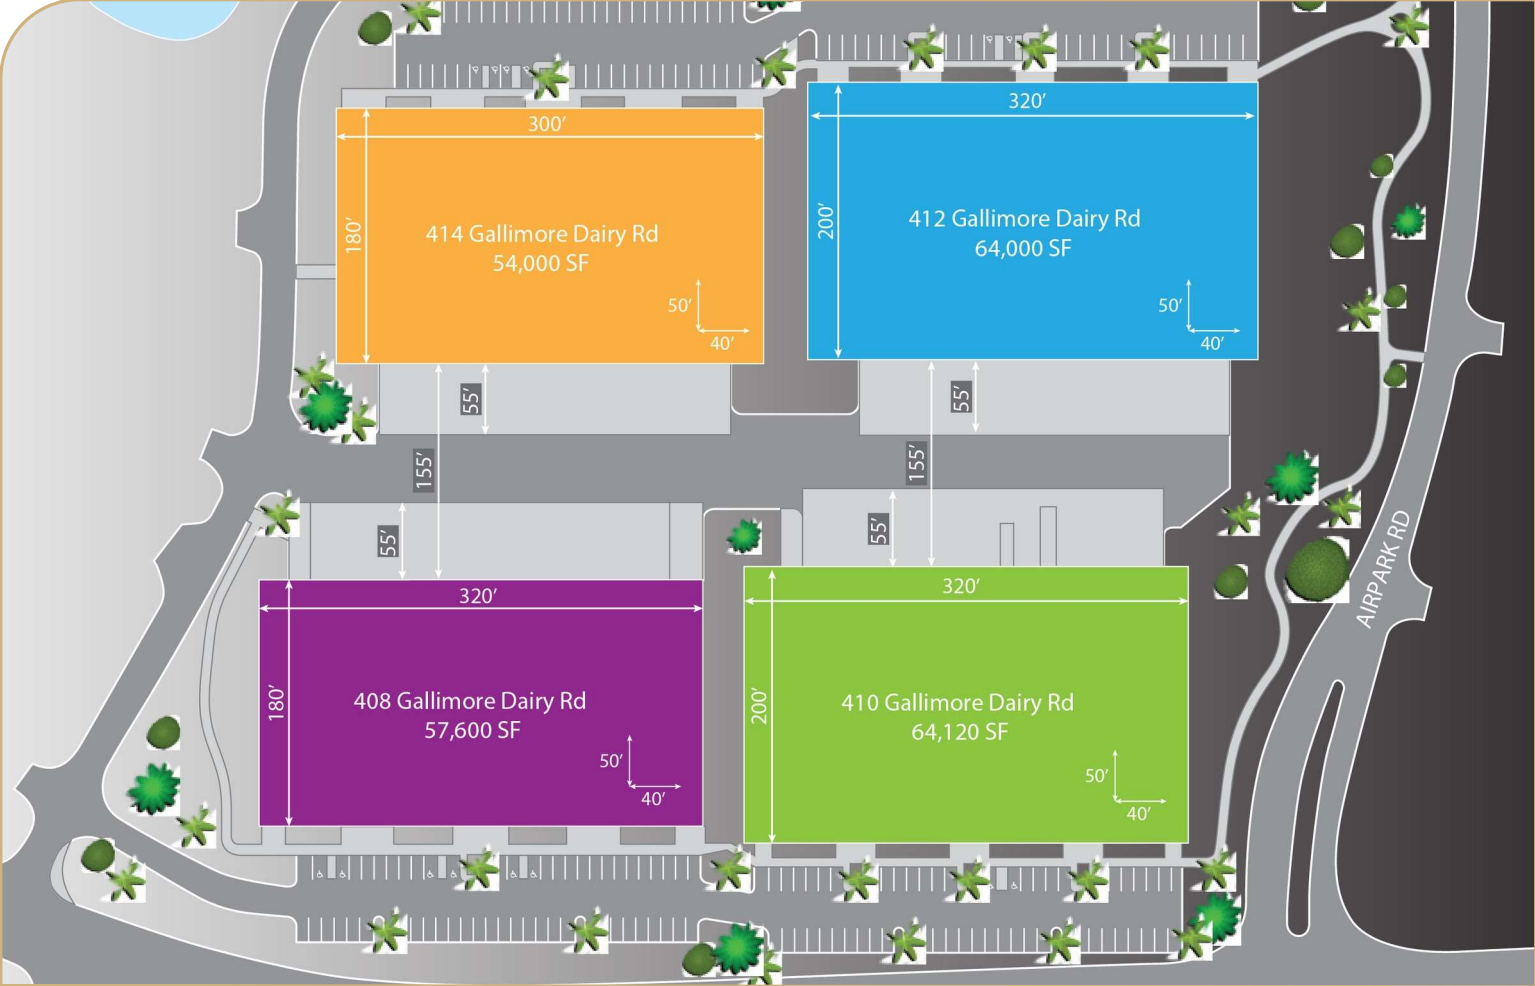 300′
180′
414 Gallimore Dairy Rd
54,000 SF
50′
40′
320′
200′
412 Gallimore Dairy Rd
64,000 SF
50′
40′
55′
155′
55′
55′
155′
55′
320′
180′
408 Gallimore Dairy Rd
57,600 SF
50′
40′
320′
200′
410 Gallimore Dairy Rd
64,120 SF
50′
40′
AIRPARK RD